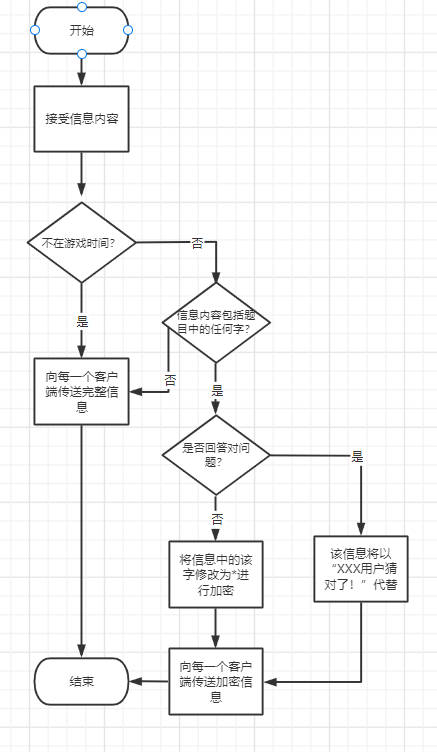 开始
接受信息内容
不在游戏时间?
否
信息内容包括题
目中的任何字?
是
否
向每一个客户
端传送完整信
息
是
是否回答对问
题?
是
否
将信息中的该
字修改为*进
行加密
该信息将以
“XXX用户猜
对了！”代替
向每一个客户
端传送加密信
息
结束